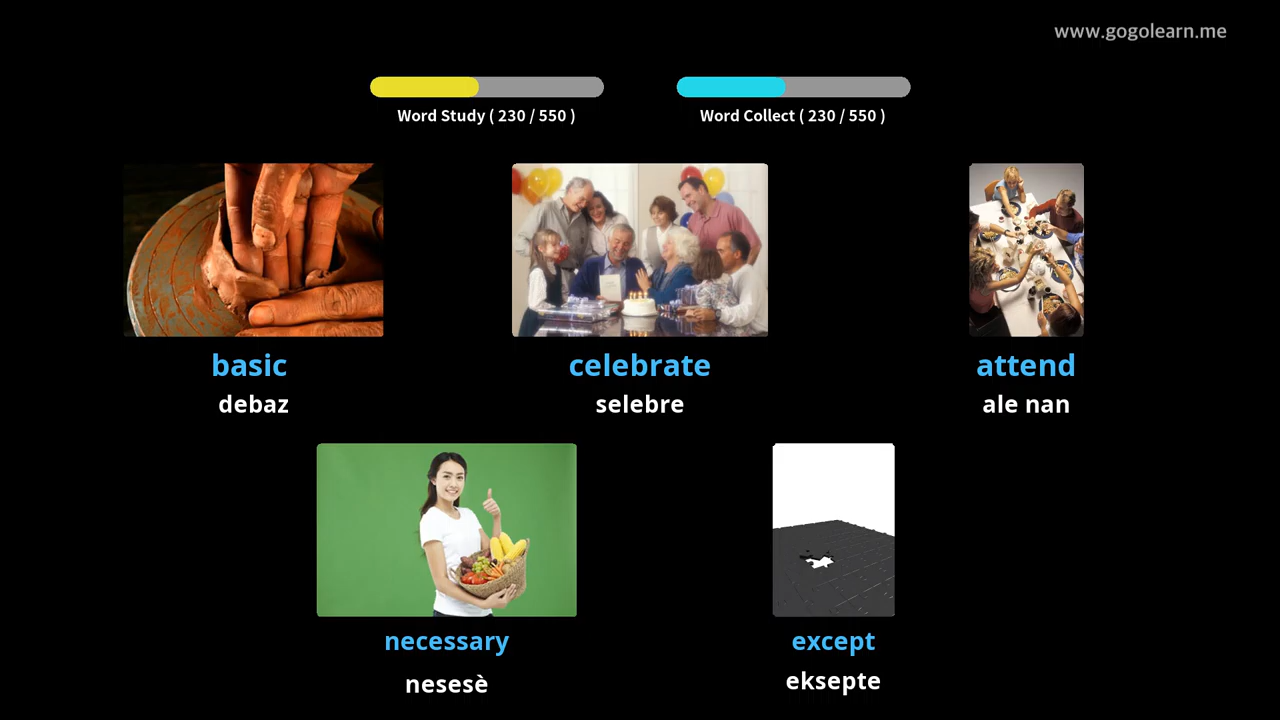 www.gogolearn.me
Word Study ( 230 / 550 )
Word Collect ( 230 / 550 )
basic
debaz
celebrate
selebre
attend
ale nan
necessary
nesesè
except
eksepte